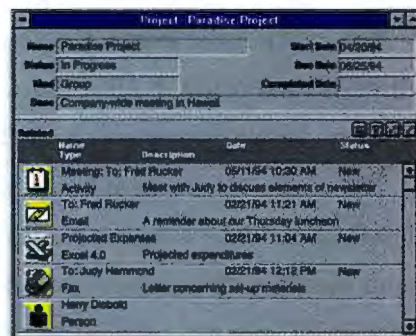 Project - Paradise Project
Name Paradise Project Start Date 04/20/94
Status In Progress Due Date 08/25/94
Kind Group Completed Date
Desc Company-wide meeting in Hawaii
Related
Name Date Status
Type Description
Meeting: To: Fred Rucker 05/11/94 10:30 AM New
Activity Meet with Judy to discuss elements of newsletter
To: Fred Rucker 02/21/94 11:21 AM New
Email A reminder about our Thursday luncheon
Projected Expenses 02/21/94 11:04 AM New
Excel 4.0 Projected expenditures
To: Judy Hammond 02/21/94 12:12 PM New
Fax Letter concerning set-up materials
Harry Diebold
Person